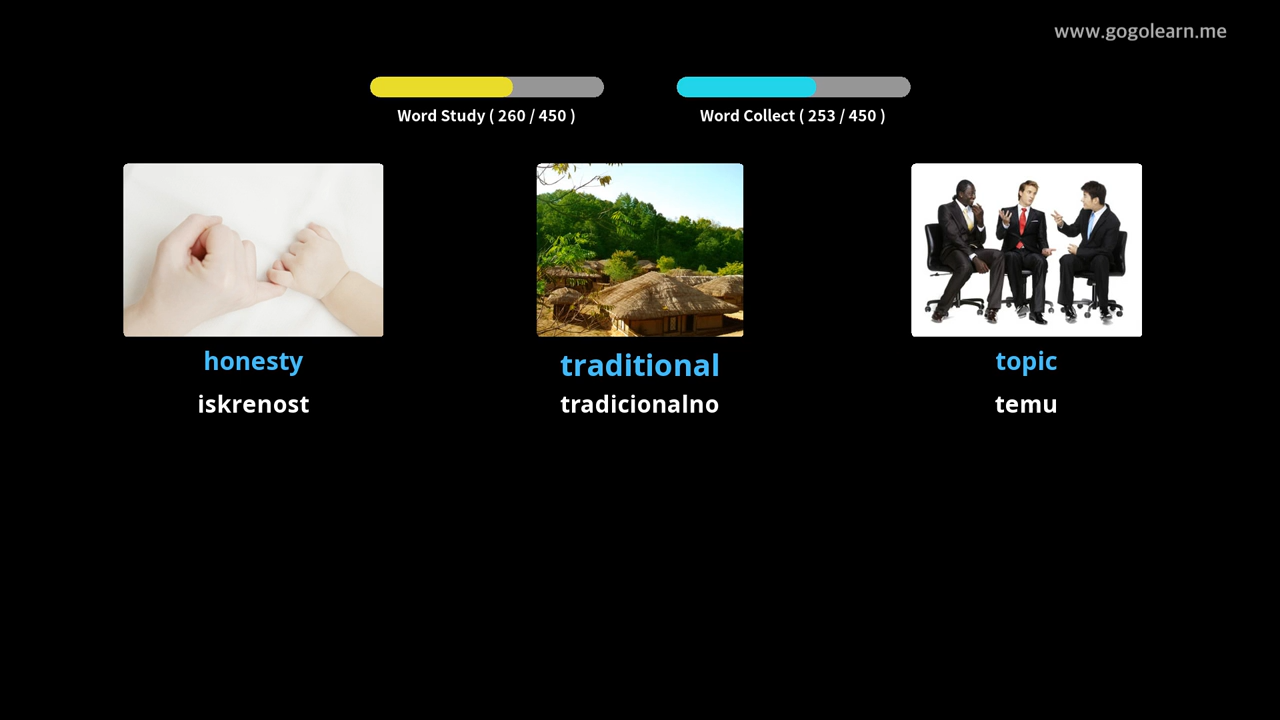 www.gogolearn.me
Word Study ( 260 / 450 )
Word Collect ( 253 / 450 )
honesty
traditional
topic
iskrenost
tradicionalno
temu